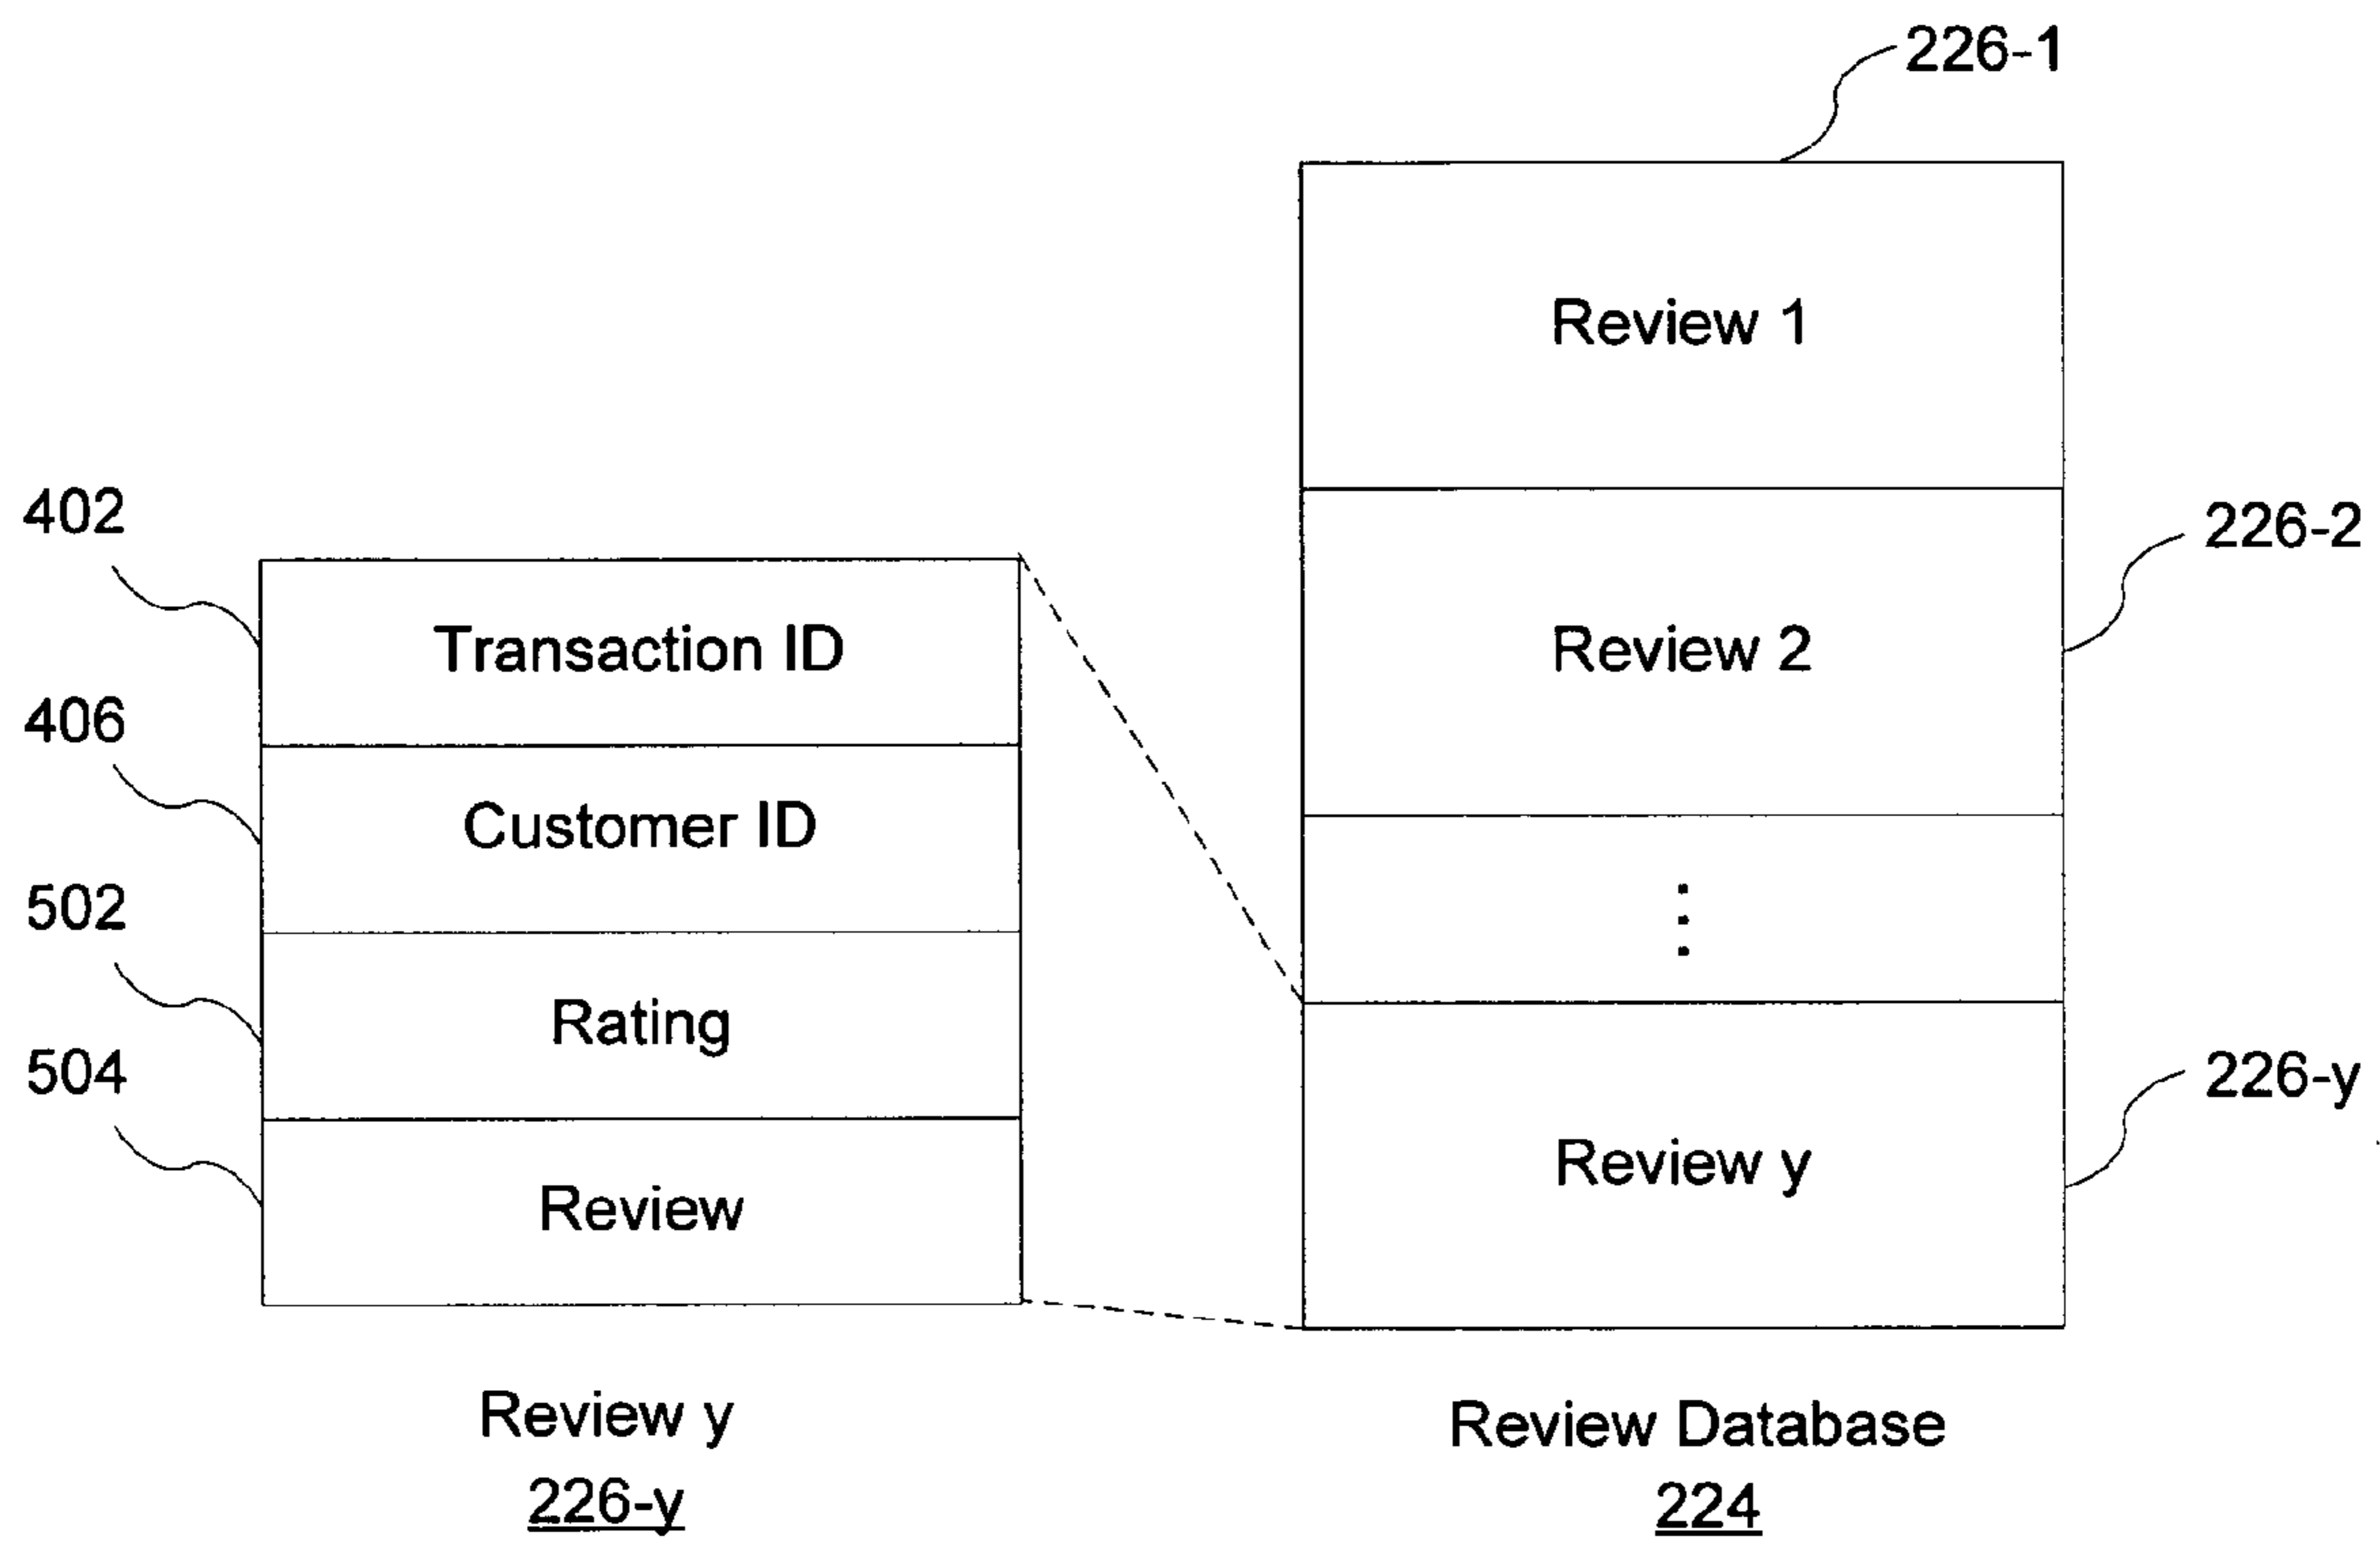 226-1
Review 1
402
226-2
Transaction ID
Review 2
406
Customer ID
502
Rating
504
226-y
Review y
Review
Review y
226-y
Review Database
224